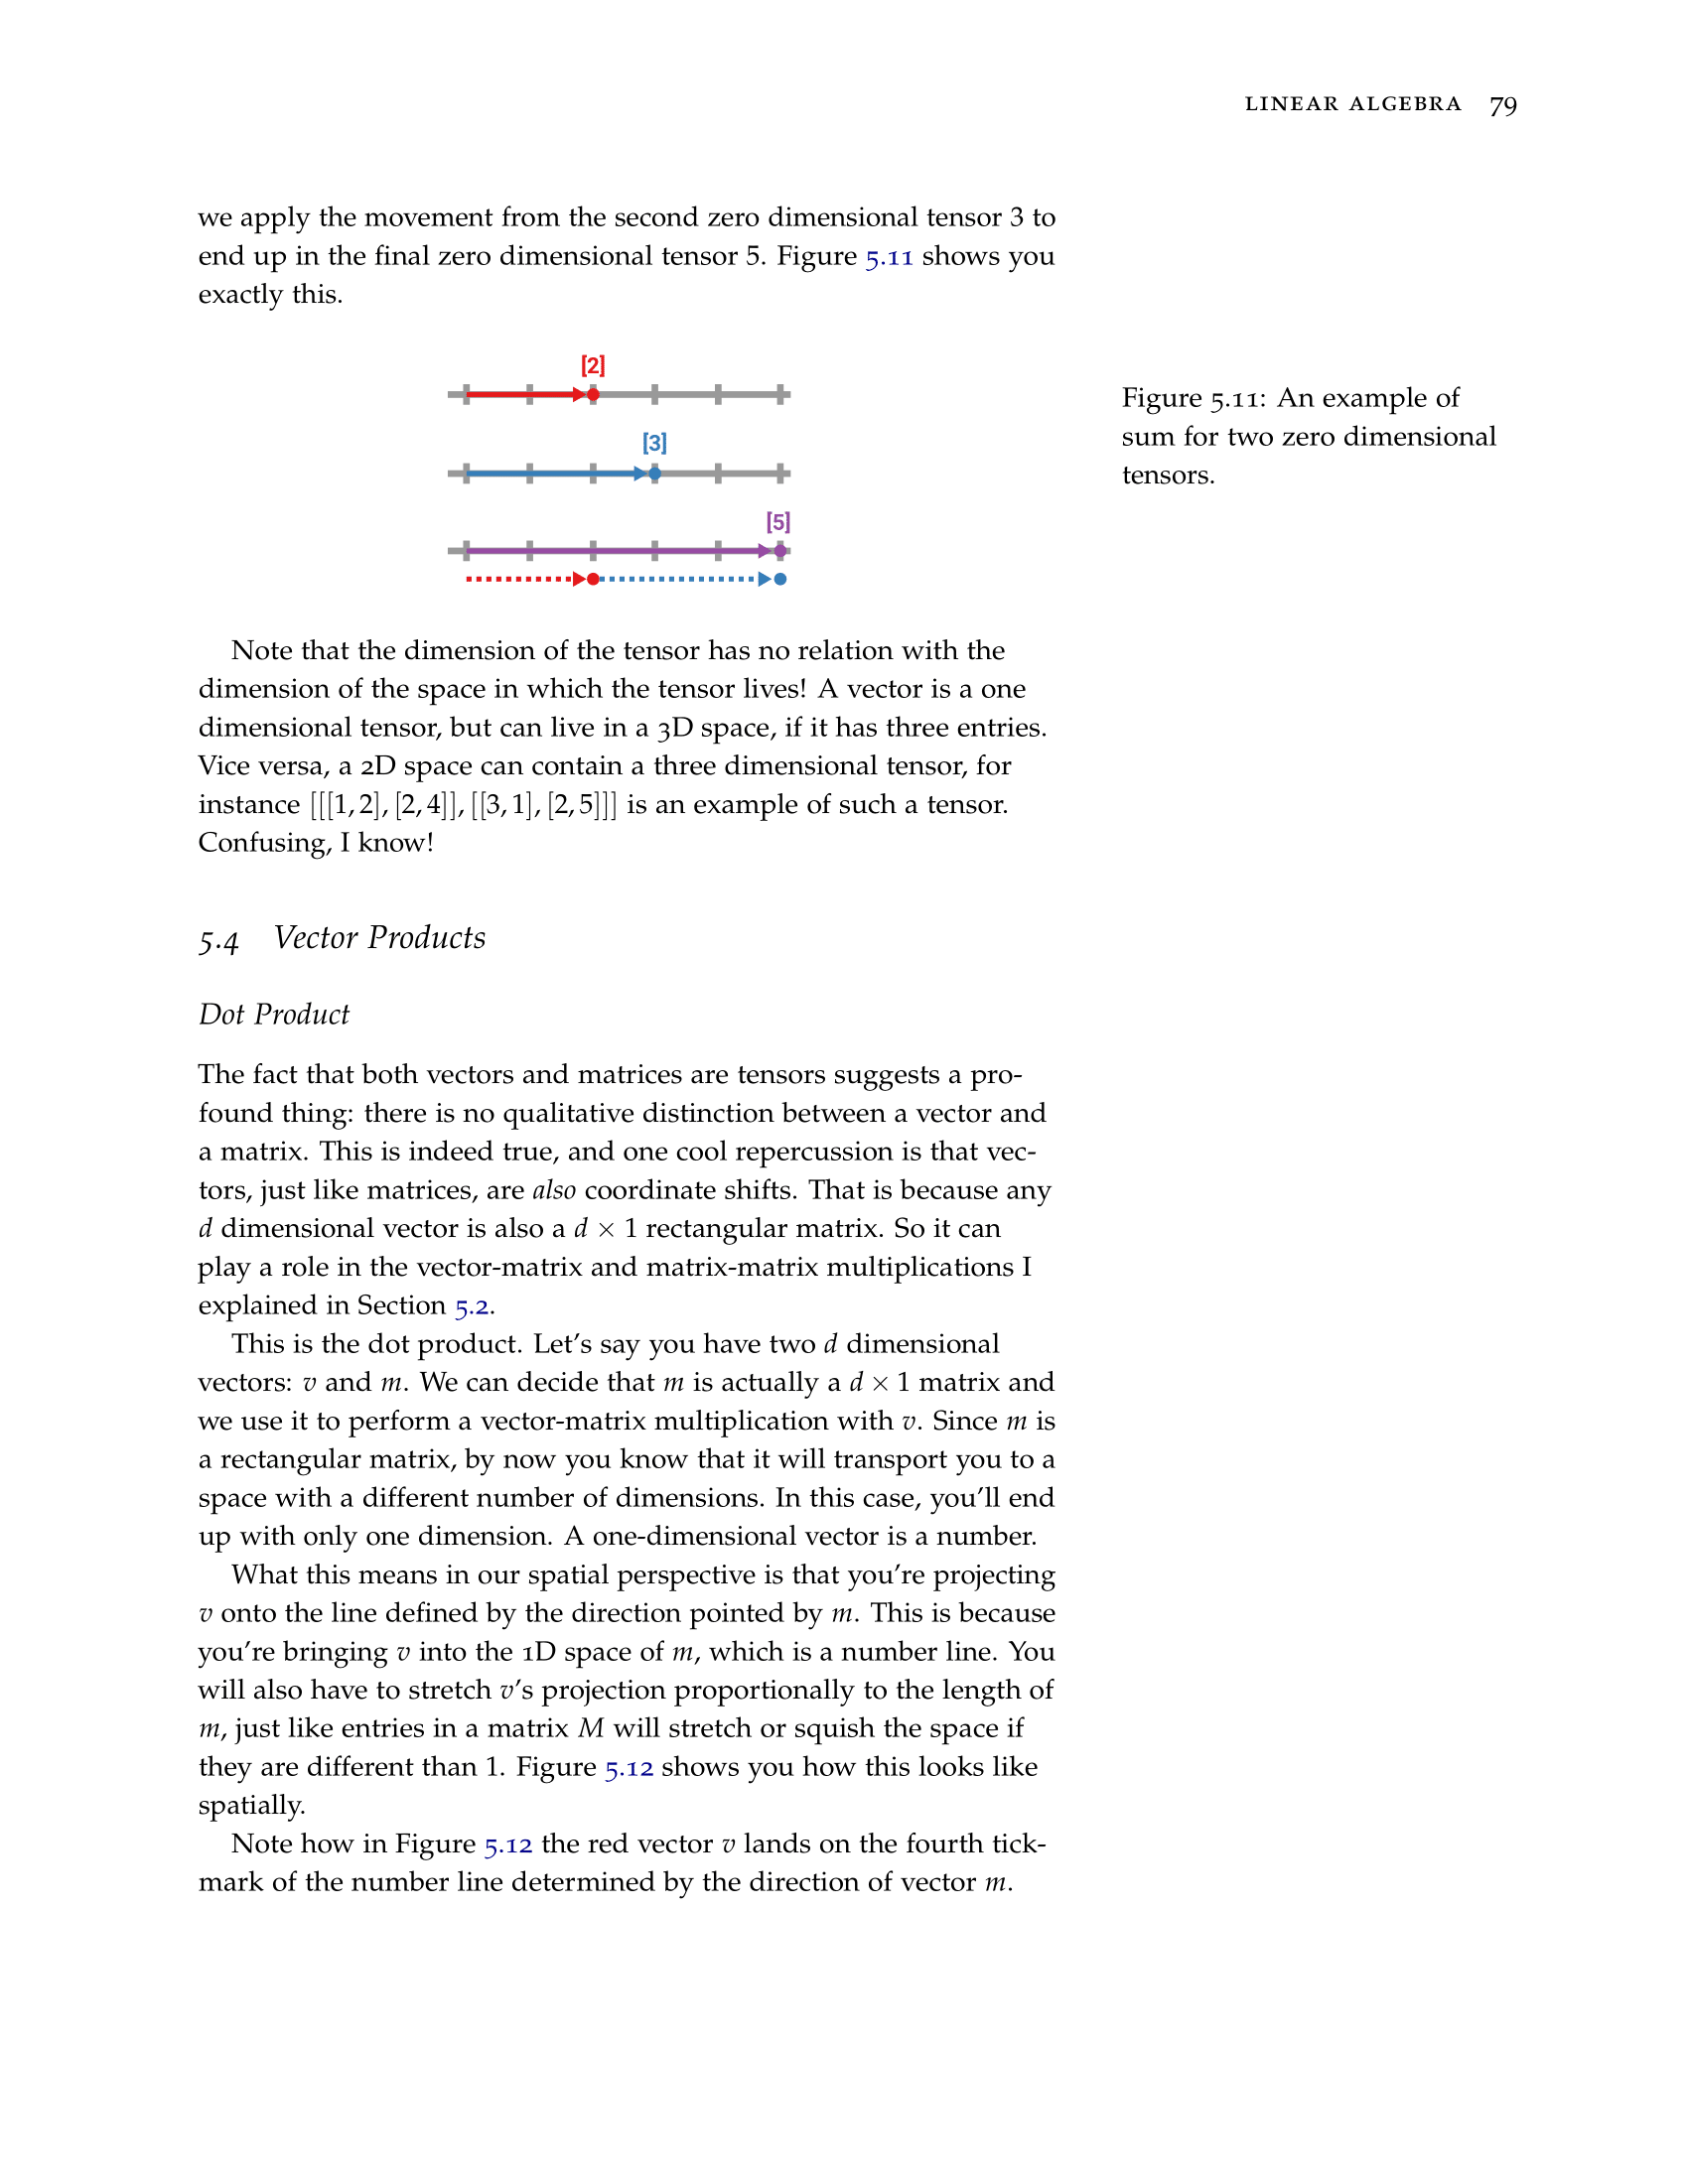 LINEAR ALGEBRA 79
we apply the movement from the second zero dimensional tensor 3 to
end up in the final zero dimensional tensor 5. Figure 5.11 shows you
exactly this.
[2]
[3]
[5]
Figure 5.11: An example of
sum for two zero dimensional
tensors.
Note that the dimension of the tensor has no relation with the
dimension of the space in which the tensor lives! A vector is a one
dimensional tensor, but can live in a 3D space, if it has three entries.
Vice versa, a 2D space can contain a three dimensional tensor, for
instance [[[1, 2], [2, 4]], [[3, 1], [2, 5]]] is an example of such a tensor.
Confusing, I know!
5.4 Vector Products
Dot Product
The fact that both vectors and matrices are tensors suggests a pro-
found thing: there is no qualitative distinction between a vector and
a matrix. This is indeed true, and one cool repercussion is that vec-
tors, just like matrices, are also coordinate shifts. That is because any
d dimensional vector is also a d × 1 rectangular matrix. So it can
play a role in the vector-matrix and matrix-matrix multiplications I
explained in Section 5.2.
This is the dot product. Let's say you have two d dimensional
vectors: v and m. We can decide that m is actually a d × 1 matrix and
we use it to perform a vector-matrix multiplication with v. Since m is
a rectangular matrix, by now you know that it will transport you to a
space with a different number of dimensions. In this case, you'll end
up with only one dimension. A one-dimensional vector is a number.
What this means in our spatial perspective is that you're projecting
v onto the line defined by the direction pointed by m. This is because
you're bringing v into the 1D space of m, which is a number line. You
will also have to stretch v's projection proportionally to the length of
m, just like entries in a matrix M will stretch or squish the space if
they are different than 1. Figure 5.12 shows you how this looks like
spatially.
Note how in Figure 5.12 the red vector v lands on the fourth tick-
mark of the number line determined by the direction of vector m.